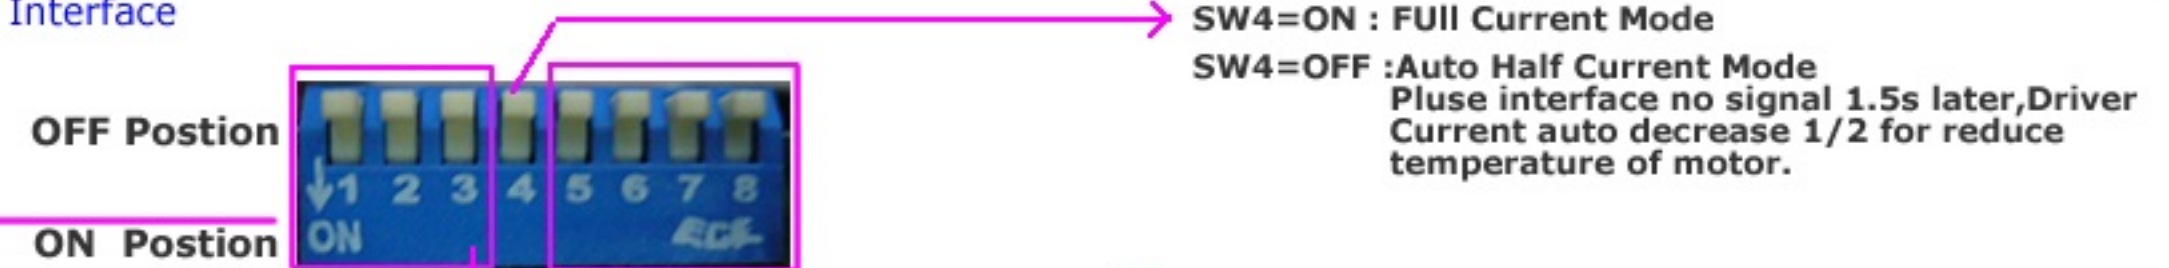 Interface
SW4=ON : FUll Current Mode
SW4=OFF :Auto Half Current Mode
Pluse interface no signal 1.5s later,Driver
Current auto decrease 1/2 for reduce
temperature of motor.
OFF Postion
1 2 3 4 5 6 7 8
ON
ECE
ON Postion